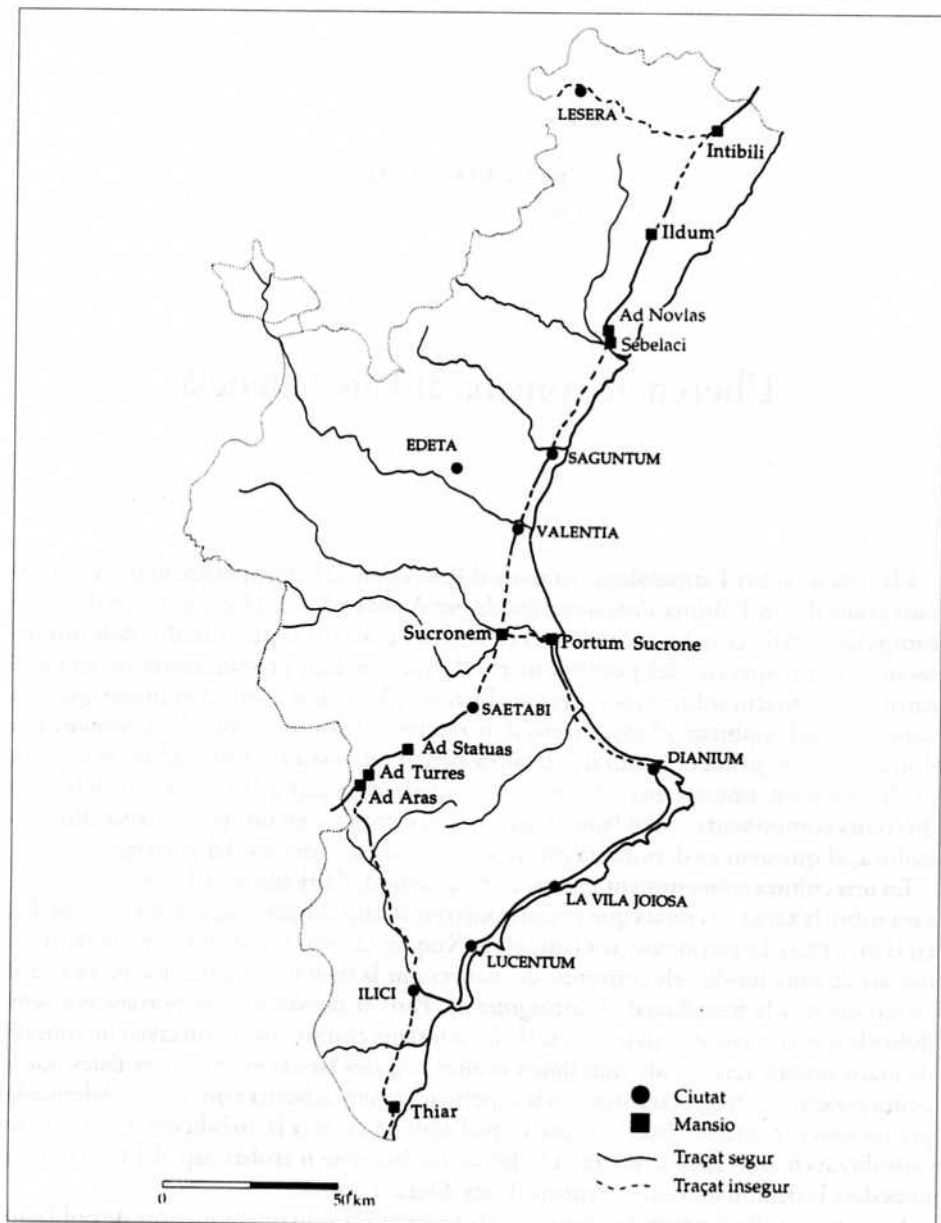 LESERA
Intibili
Ildum
Ad Novlas
Sebelaci
EDETA
SAGUNTUM
VALENTIA
Sucronem
Portum Sucrone
SAETABI
Ad Statuas
DIANIUM
Ad Turres
Ad Aras
LA VILA JOIOSA
LUCENTUM
ILICI
Thiar
Ciutat
Mansio
Traçat segur
Traçat insegur
0 50 km